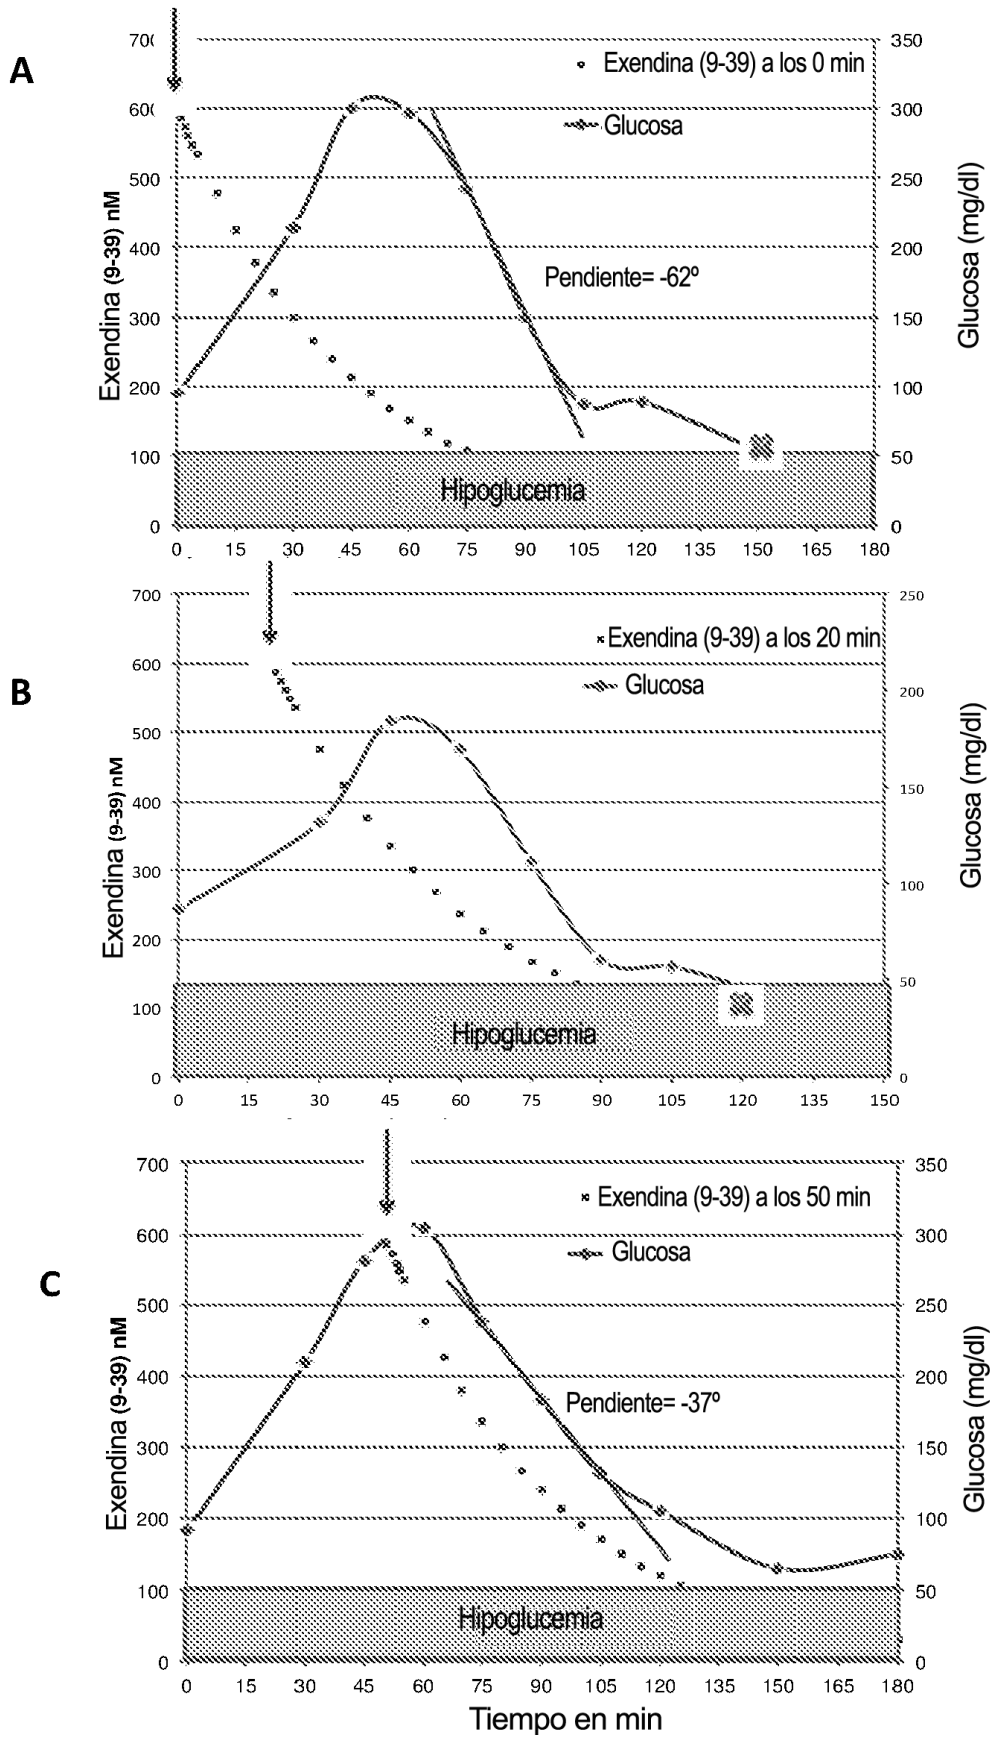 A
Exendina (9-39) a los 0 min
Glucosa
Pendiente= -62º
Hipoglucemia
Exendina (9-39) nM
700
600
500
400
300
200
100
0
Glucosa (mg/dl)
350
300
250
200
150
100
50
0
0 15 30 45 60 75 90 105 120 135 150 165 180
B
Exendina (9-39) a los 20 min
Glucosa
Hipoglucemia
Exendina (9-39) nM
700
600
500
400
300
200
100
0
Glucosa (mg/dl)
250
200
150
100
50
0
0 15 30 45 60 75 90 105 120 135 150
C
Exendina (9-39) a los 50 min
Glucosa
Pendiente= -37º
Hipoglucemia
Exendina (9-39) nM
700
600
500
400
300
200
100
0
Glucosa (mg/dl)
350
300
250
200
150
100
50
0
0 15 30 45 60 75 90 105 120 135 150 165 180
Tiempo en min